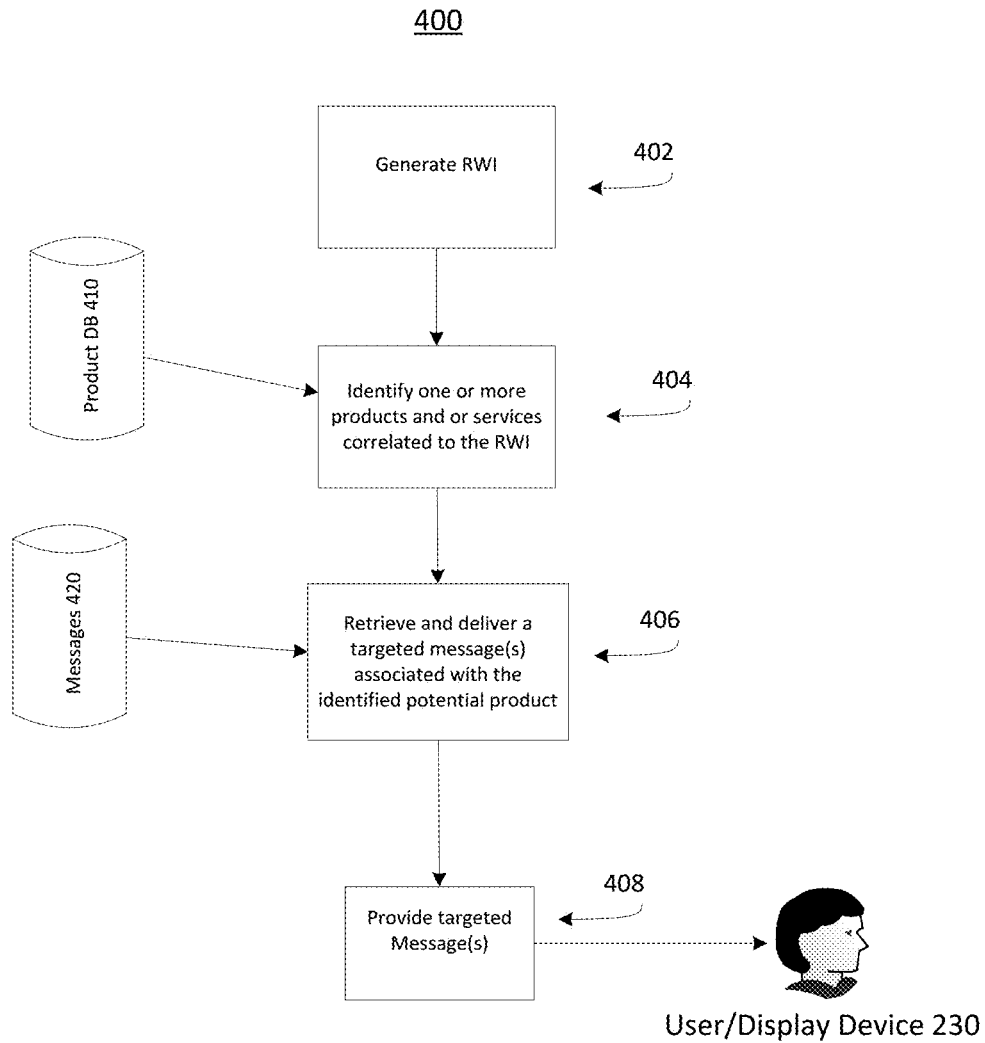 400
Generate RWI
402
Product DB 410
Identify one or more
products and or services
correlated to the RWI
404
Messages 420
Retrieve and deliver a
targeted message(s)
associated with the
identified potential product
406
Provide targeted
Message(s)
408
User/Display Device 230